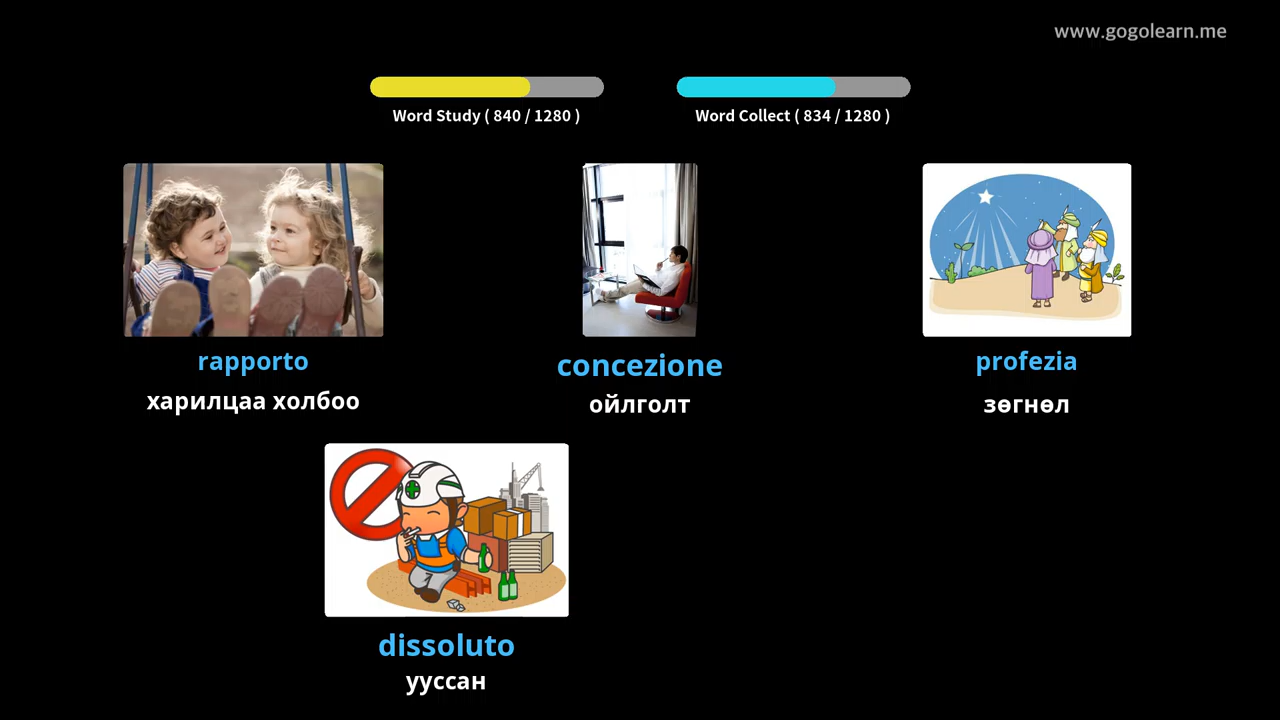 www.gogolearn.me
Word Study ( 840 / 1280 )
Word Collect ( 834 / 1280 )
rapporto
харилцаа холбоо
concezione
ойлголт
profezia
зөгнөл
dissoluto
ууссан